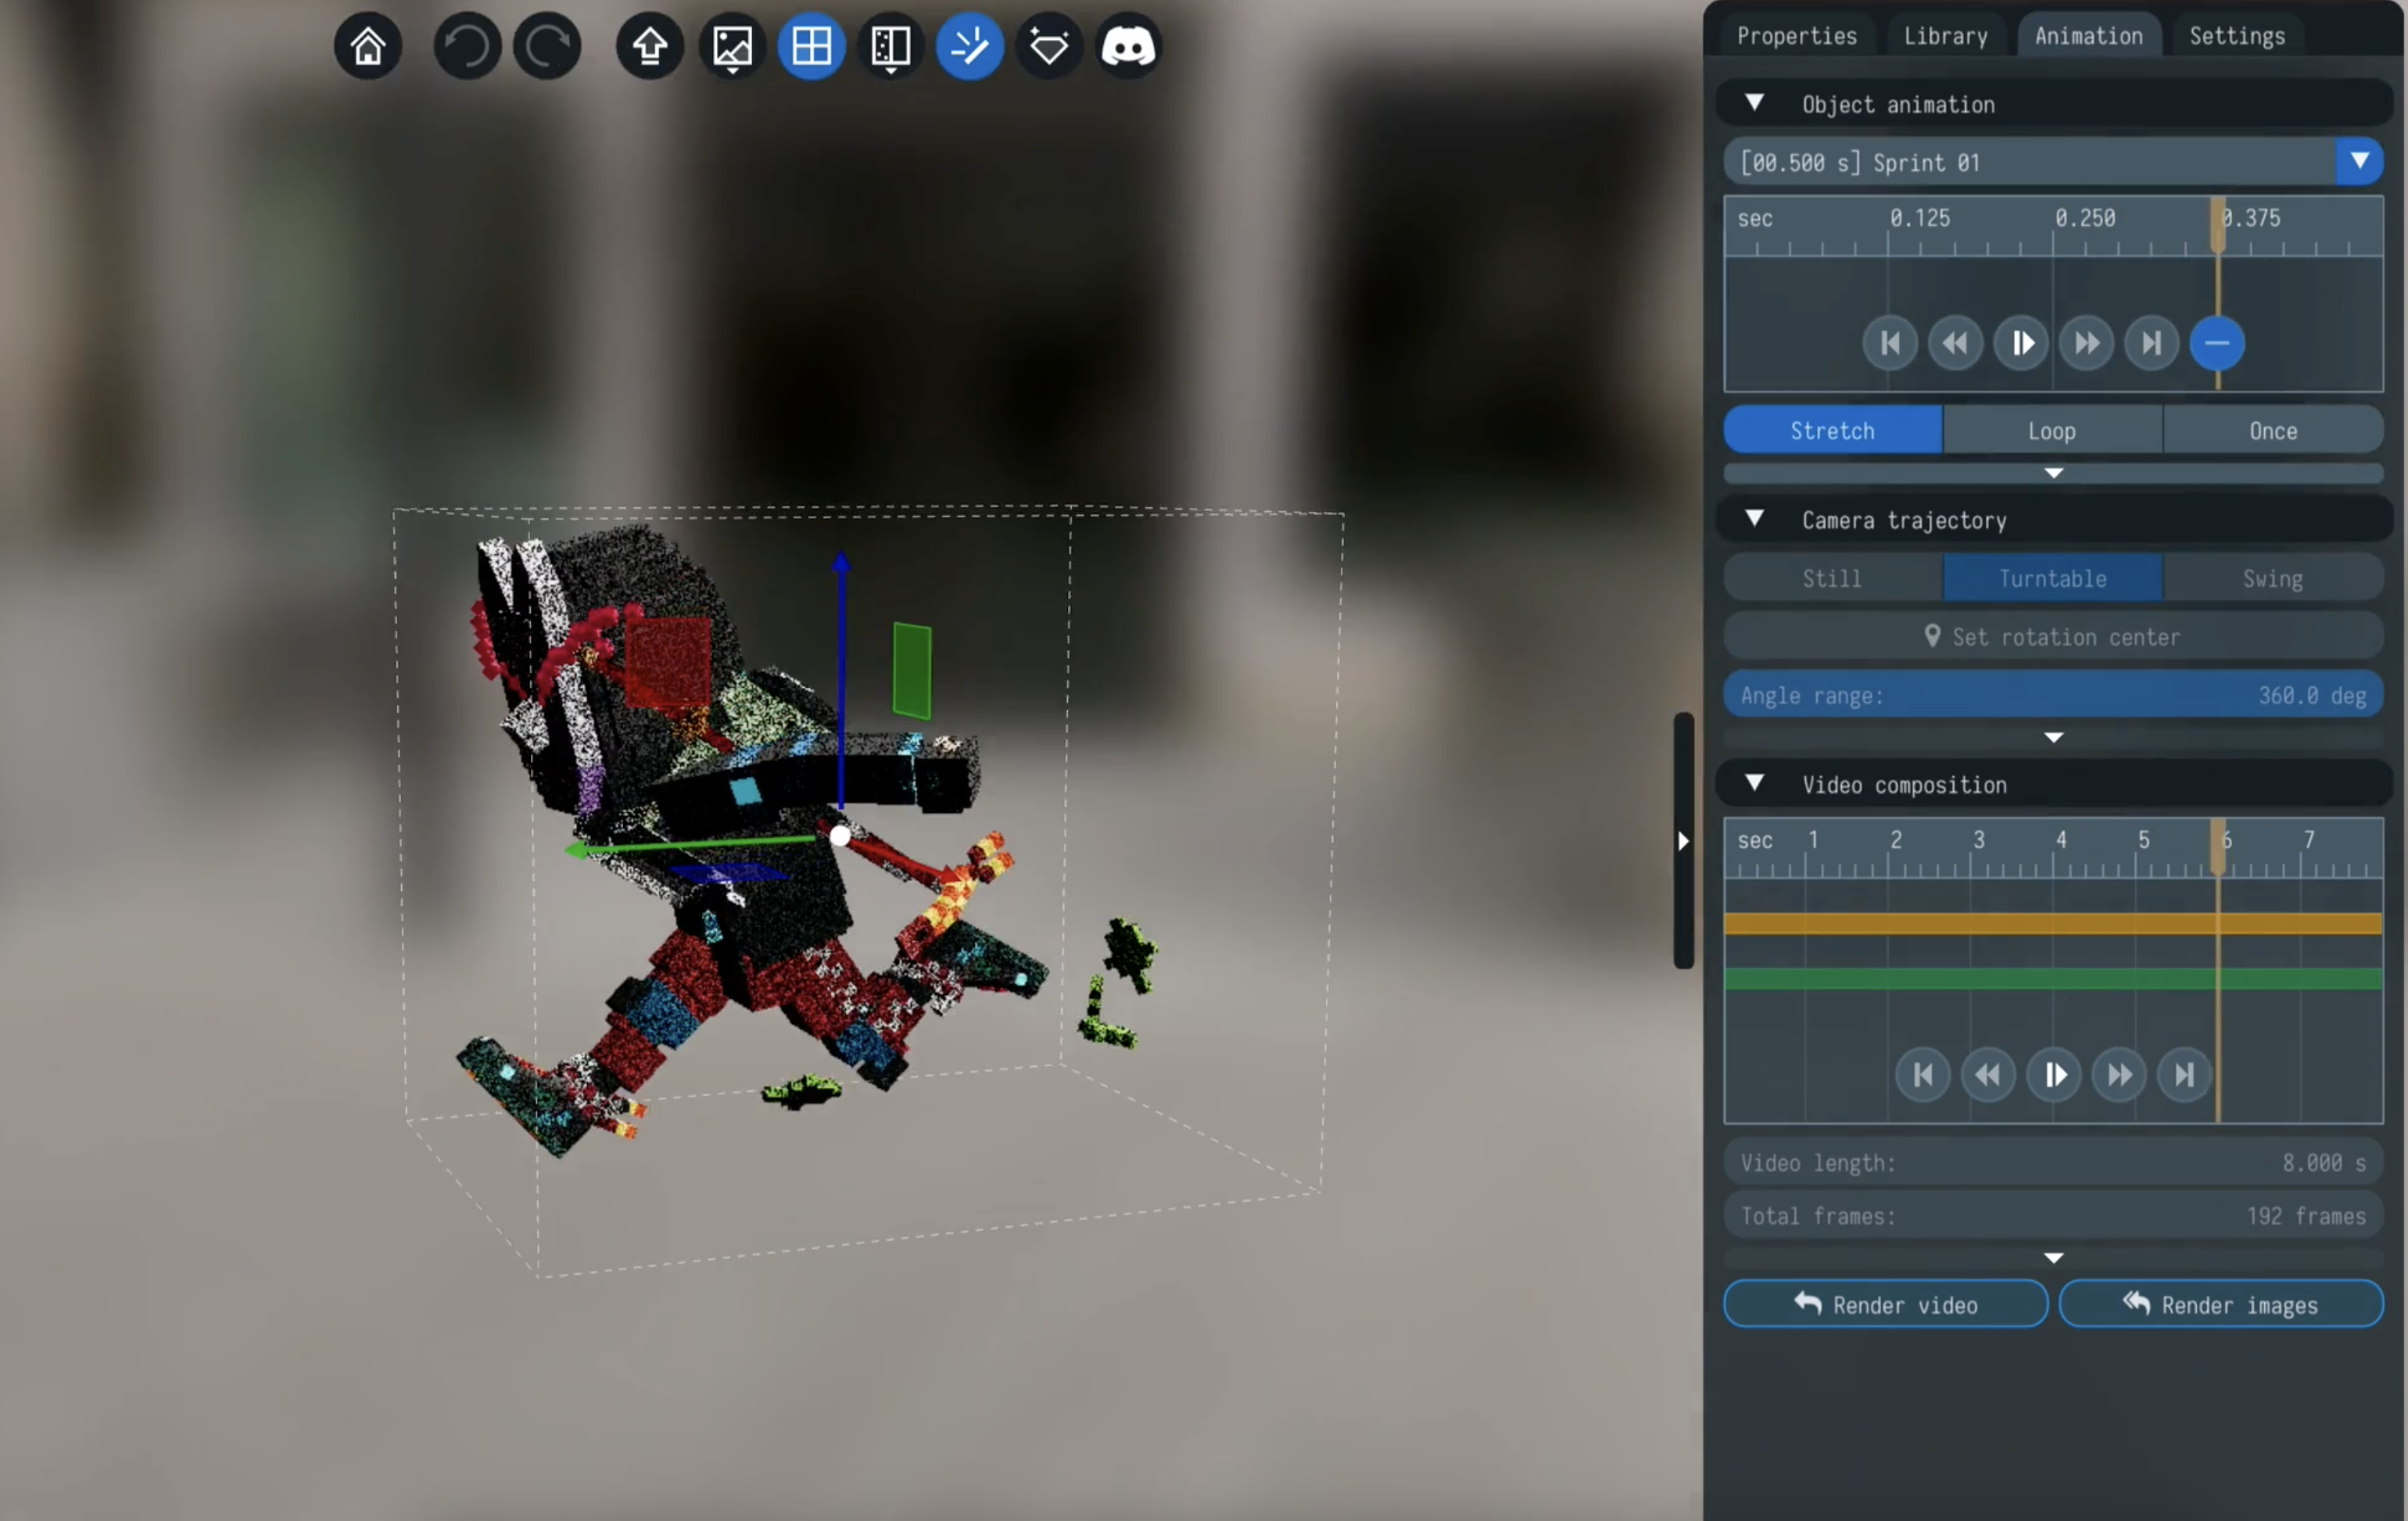 Properties Library Animation Settings
Object animation
[00.500 s] Sprint 01
sec 0.125 0.250 0.375
Stretch Loop Once
Camera trajectory
Still Turntable Swing
Set rotation center
Angle range: 360.0 deg
Video composition
sec 1 2 3 4 5 6 7
Video length: 8.000 s
Total frames: 192 frames
Render video Render images